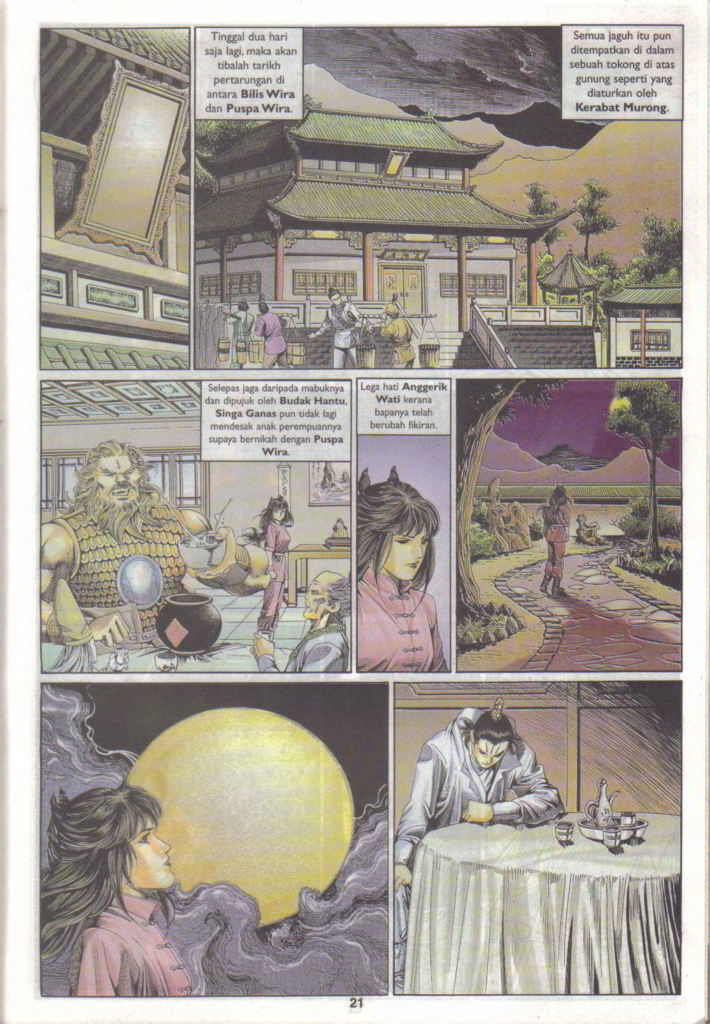 Tinggal dua hari
saja lagi, maka akan
tibalah tarikh
pertarungan di
antara Bilis Wira
dan Puspa Wira.
Semua jaguh itu pun
ditempatkan di dalam
sebuah tokong di atas
gunung seperti yang
diaturkan oleh
Kerabat Murong.
Selepas jaga daripada mabuknya
dan dipujuk oleh Budak Hantu,
Singa Ganas pun tidak lagi
mendesak anak perempuannya
supaya bernikah dengan Puspa
Wira.
Lega hati Anggerik
Wati kerana
bapanya telah
berubah fikiran.
21